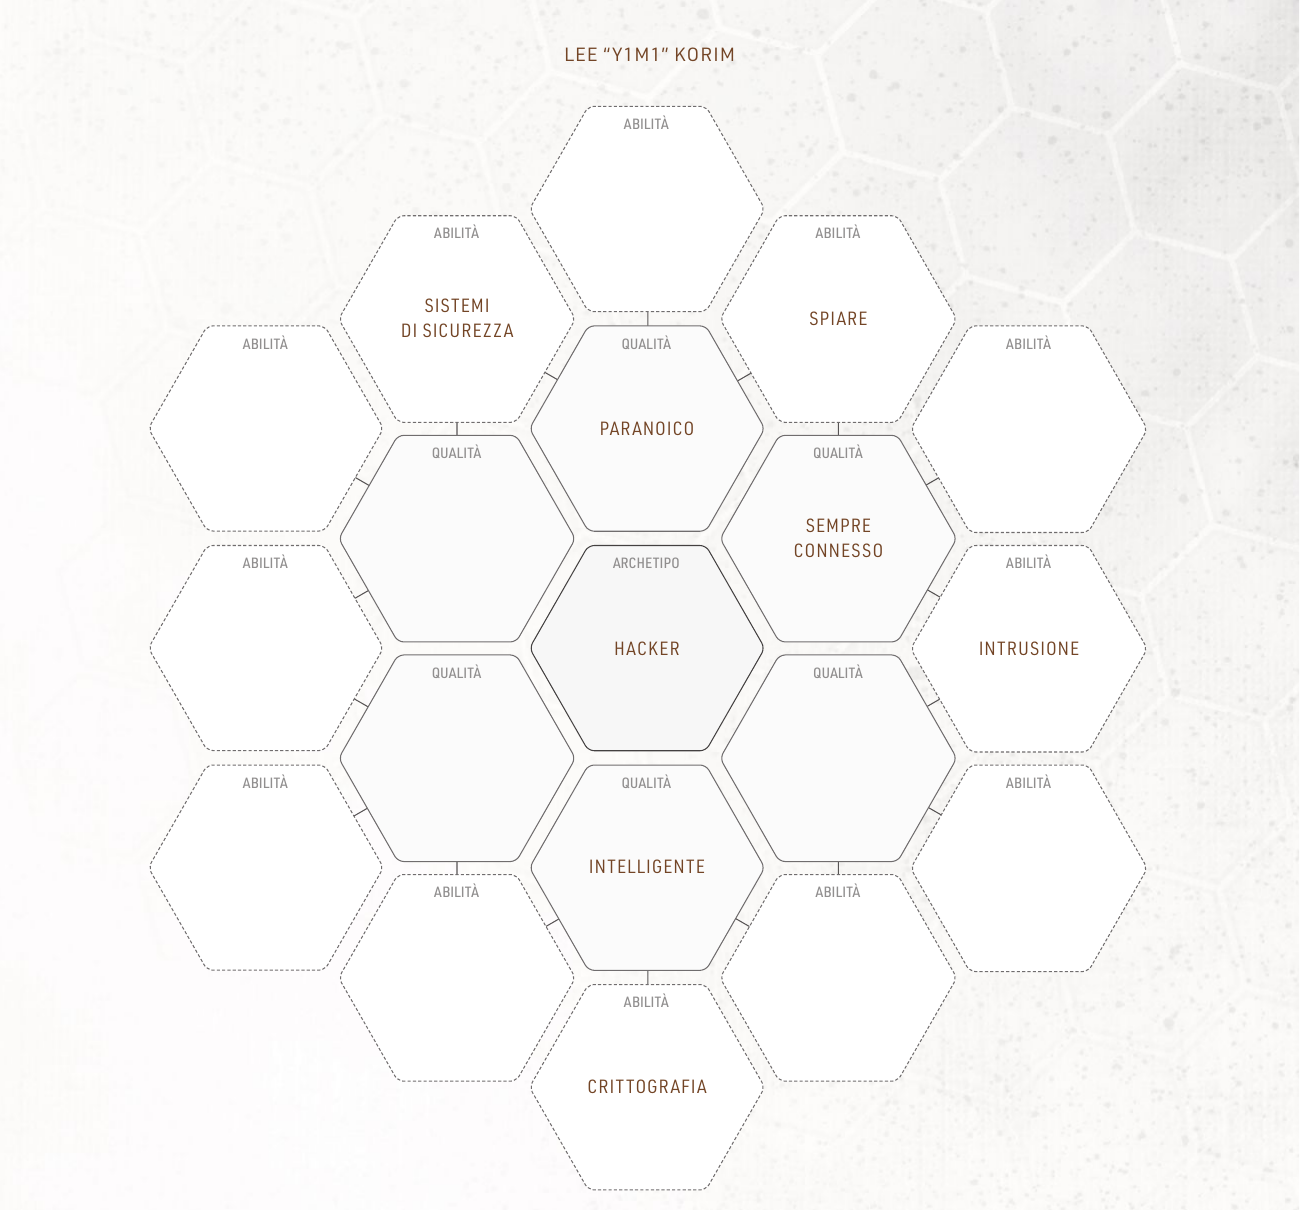 LEE “Y1M1” KORIM
ABILITÀ
ABILITÀ
SISTEMI
DI SICUREZZA
ABILITÀ
SPIARE
ABILITÀ
QUALITÀ
PARANOICO
ABILITÀ
QUALITÀ
QUALITÀ
SEMPRE
CONNESSO
ABILITÀ
ARCHETIPO
HACKER
ABILITÀ
INTRUSIONE
QUALITÀ
QUALITÀ
ABILITÀ
QUALITÀ
INTELLIGENTE
ABILITÀ
ABILITÀ
ABILITÀ
ABILITÀ
CRITTOGRAFIA